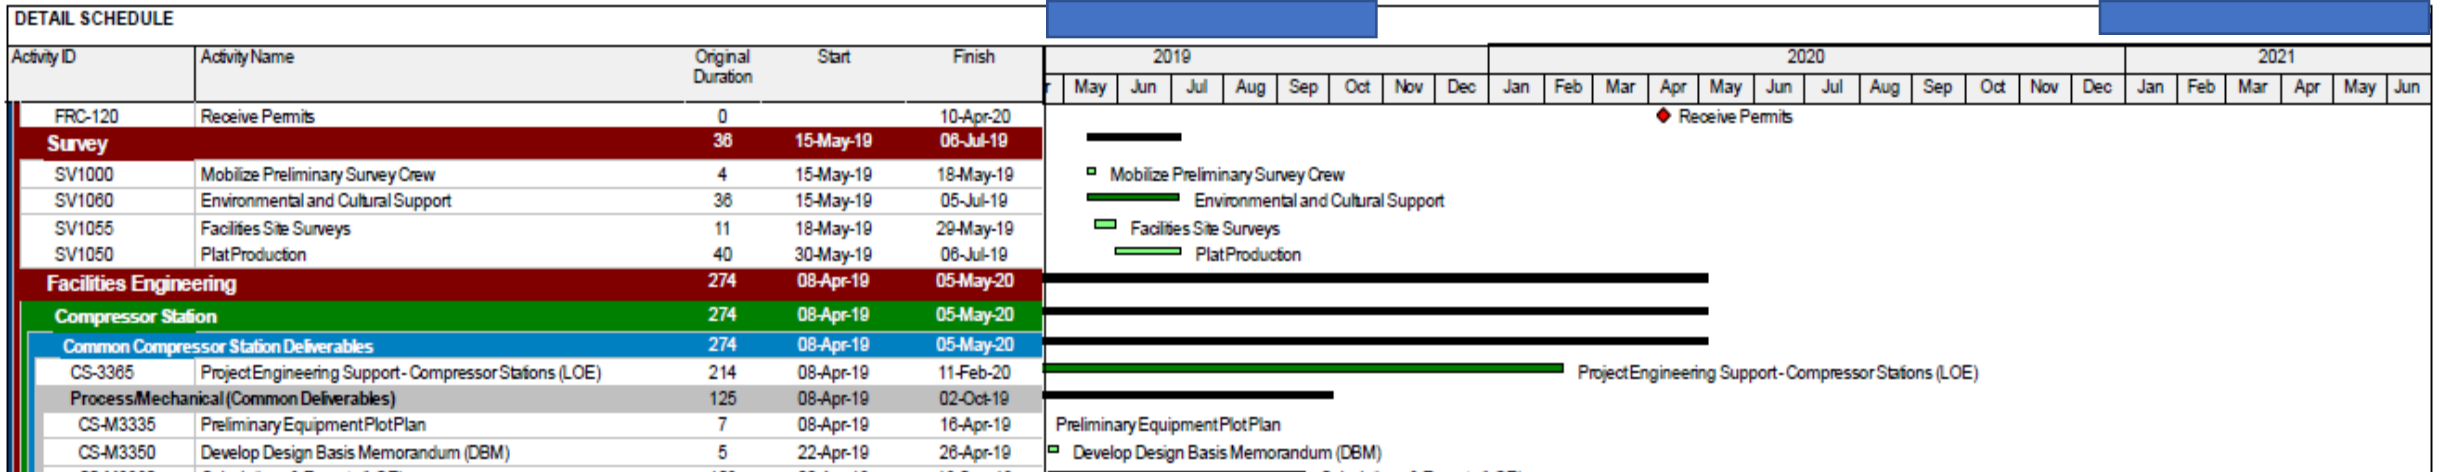 DETAIL SCHEDULE
Activity ID Activity Name Original Duration Start Finish 2019 2020 2021
May Jun Jul Aug Sep Oct Nov Dec Jan Feb Mar Apr May Jun Jul Aug Sep Oct Nov Dec Jan Feb Mar Apr May Jun
FRC-120 Receive Permits 0 10-Apr-20 Receive Permits
Survey 36 15-May-19 06-Jul-19
SV1000 Mobilize Preliminary Survey Crew 4 15-May-19 18-May-19 Mobilize Preliminary Survey Crew
SV1060 Environmental and Cultural Support 36 15-May-19 05-Jul-19 Environmental and Cultural Support
SV1055 Facilities Site Surveys 11 18-May-19 29-May-19 Facilities Site Surveys
SV1050 Plat Production 40 30-May-19 06-Jul-19 Plat Production
Facilities Engineering 274 08-Apr-19 05-May-20
Compressor Station 274 08-Apr-19 05-May-20
Common Compressor Station Deliverables 274 08-Apr-19 05-May-20
CS-3365 Project Engineering Support - Compressor Stations (LOE) 214 08-Apr-19 11-Feb-20 Project Engineering Support - Compressor Stations (LOE)
Process/Mechanical (Common Deliverables) 125 08-Apr-19 02-Oct-19
CS-M3335 Preliminary Equipment Plot Plan 7 08-Apr-19 16-Apr-19 Preliminary Equipment Plot Plan
CS-M3350 Develop Design Basis Memorandum (DBM) 5 22-Apr-19 26-Apr-19 Develop Design Basis Memorandum (DBM)